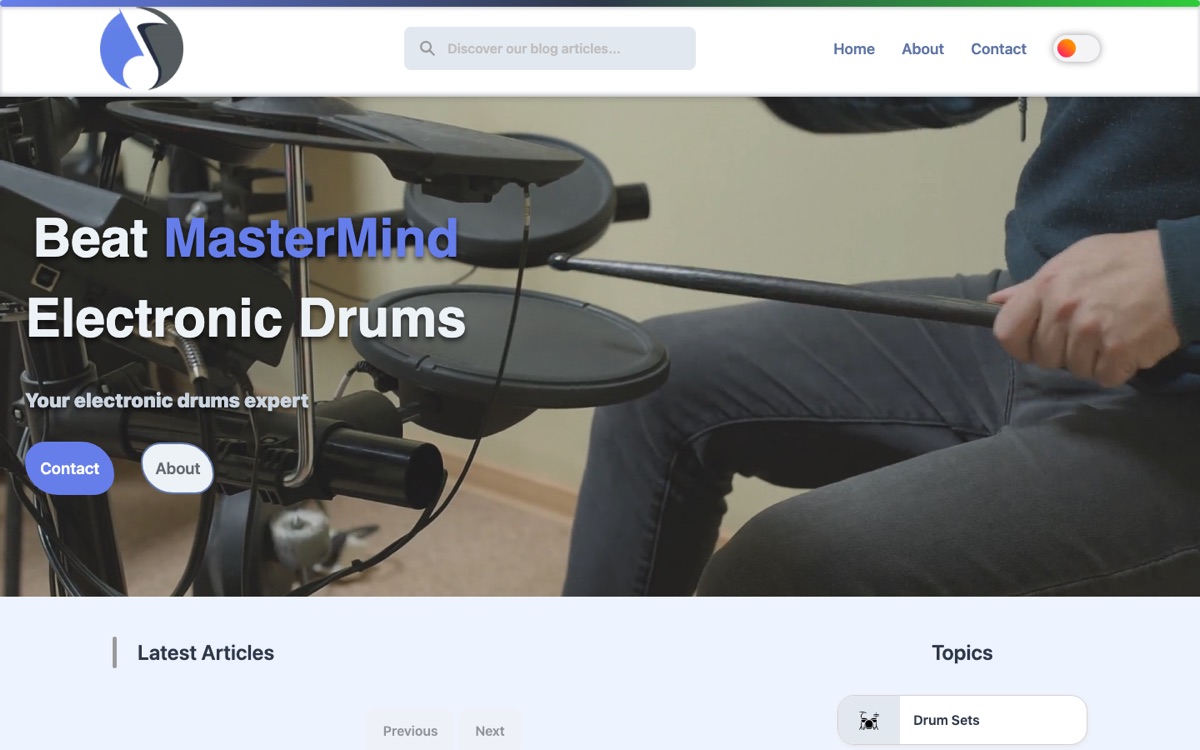 Discover our blog articles...
Home
About
Contact
Beat MasterMind
Electronic Drums
Your electronic drums expert
Contact
About
Latest Articles
Topics
Previous
Next
Drum Sets